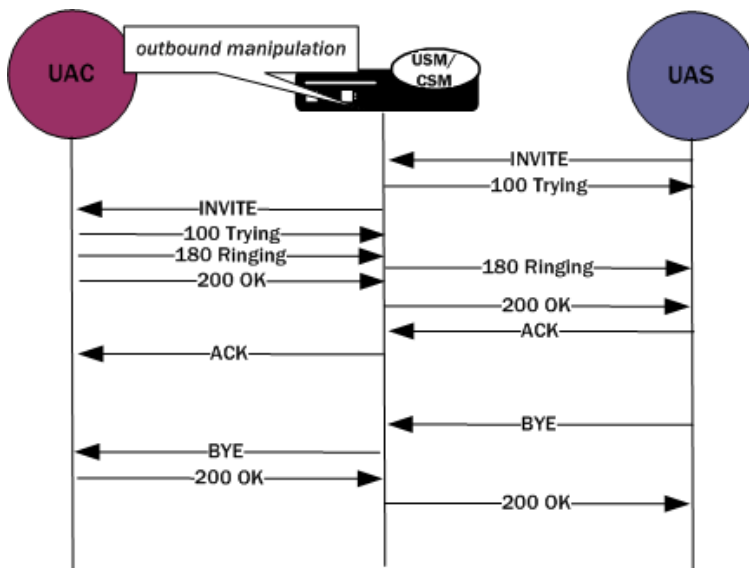 outbound manipulation
USM/
CSM
UAC
UAS
INVITE
100 Trying
INVITE
100 Trying
180 Ringing
180 Ringing
200 OK
200 OK
ACK
ACK
BYE
BYE
200 OK
200 OK